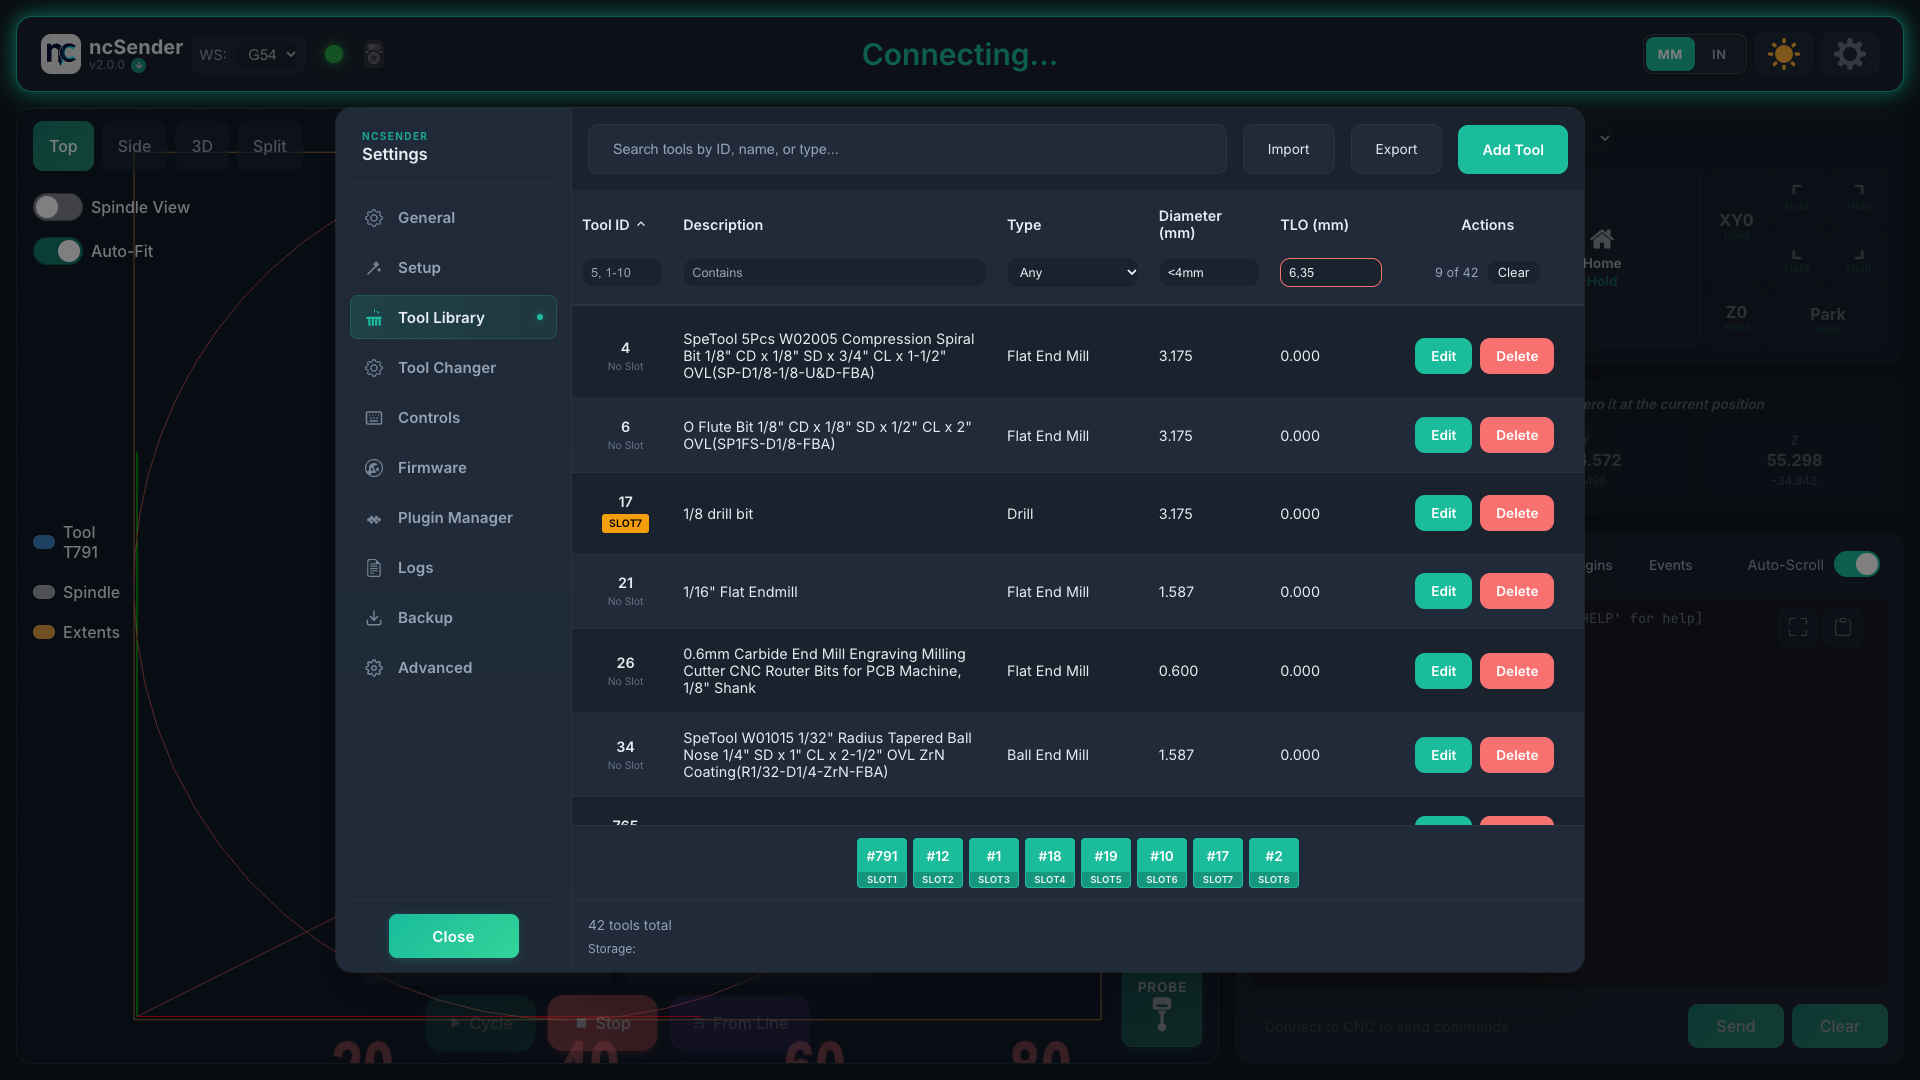 ncSender
v2.0.0
WS: G54
Connecting...
MM IN
Top Side 3D Split
Spindle View
Auto-Fit
Tool
T791
Spindle
Extents
NCSENDER
Settings
General
Setup
Tool Library
Tool Changer
Controls
Firmware
Plugin Manager
Logs
Backup
Advanced
Close
Search tools by ID, name, or type...
Import Export Add Tool
Tool ID Description Type Diameter (mm) TLO (mm) Actions
5, 1-10 Contains Any <4mm 6,35 9 of 42 Clear
4
No Slot
SpeTool 5Pcs W02005 Compression Spiral
Bit 1/8" CD x 1/8" SD x 3/4" CL x 1-1/2"
OVL(SP-D1/8-1/8-U&D-FBA)
Flat End Mill 3.175 0.000 Edit Delete
6
No Slot
O Flute Bit 1/8" CD x 1/8" SD x 1/2" CL x 2"
OVL(SP1FS-D1/8-FBA)
Flat End Mill 3.175 0.000 Edit Delete
17
SLOT7
1/8 drill bit Drill 3.175 0.000 Edit Delete
21
No Slot
1/16" Flat Endmill Flat End Mill 1.587 0.000 Edit Delete
26
No Slot
0.6mm Carbide End Mill Engraving Milling
Cutter CNC Router Bits for PCB Machine,
1/8" Shank
Flat End Mill 0.600 0.000 Edit Delete
34
No Slot
SpeTool W01015 1/32" Radius Tapered Ball
Nose 1/4" SD x 1" CL x 2-1/2" OVL ZrN
Coating(R1/32-D1/4-ZrN-FBA)
Ball End Mill 1.587 0.000 Edit Delete
765
#791 #12 #1 #18 #19 #10 #17 #2
SLOT1 SLOT2 SLOT3 SLOT4 SLOT5 SLOT6 SLOT7 SLOT8
42 tools total
Storage:
Home
Hold
XY0
Hold
Hold Hold
Hold Hold
Z0
Hold
Park
Hold
ero it at the current position
Z
.572 55.298
496 -34.843
gins Events Auto-Scroll
HELP' for help]
Cycle Stop From Line
PROBE
20 40 60 80
Connect to CNC to send commands
Send Clear